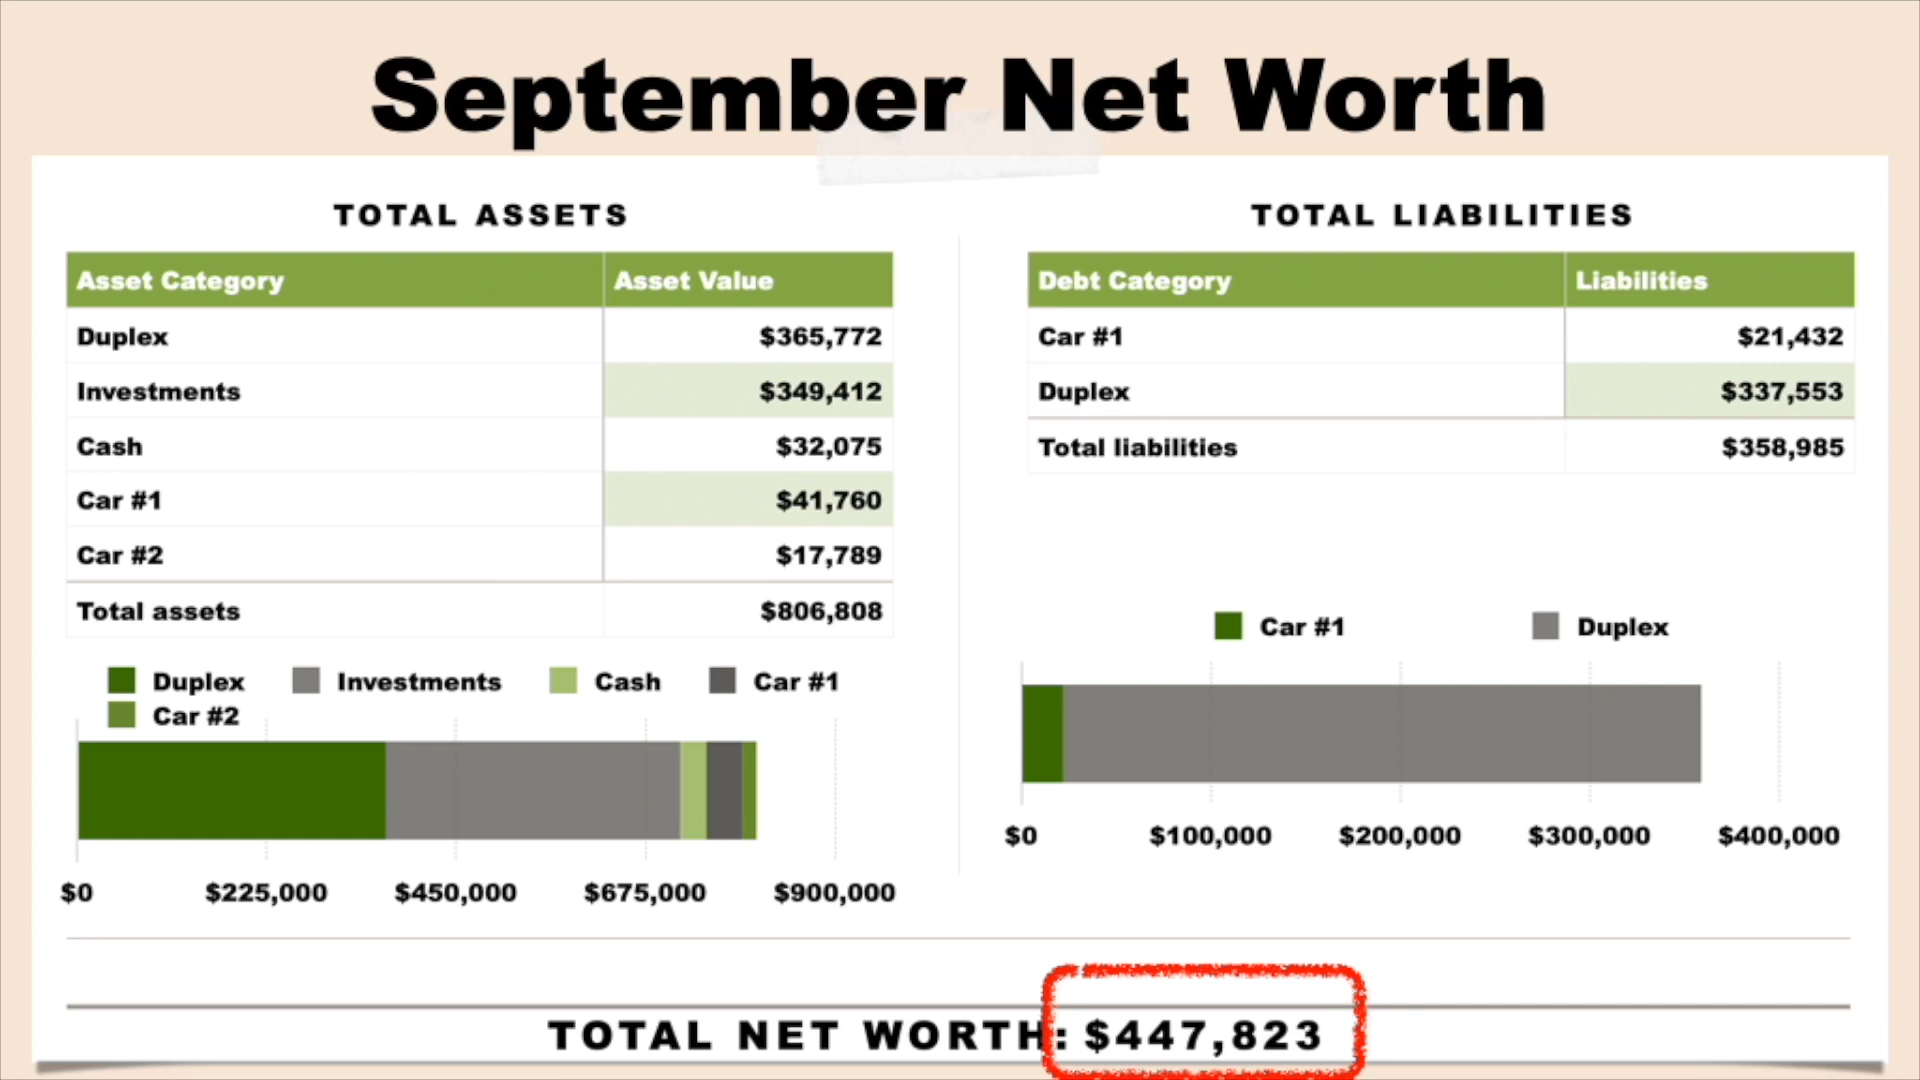 September Net Worth
TOTAL ASSETS
Asset Category Asset Value
Duplex $365,772
Investments $349,412
Cash $32,075
Car #1 $41,760
Car #2 $17,789
Total assets $806,808
Duplex Investments Cash Car #1
Car #2
$0 $225,000 $450,000 $675,000 $900,000
TOTAL LIABILITIES
Debt Category Liabilities
Car #1 $21,432
Duplex $337,553
Total liabilities $358,985
Car #1 Duplex
$0 $100,000 $200,000 $300,000 $400,000
TOTAL NET WORTH: $447,823